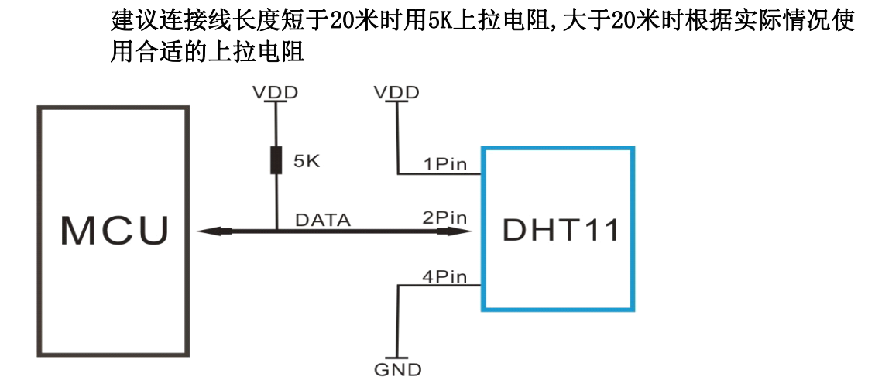 建议连接线长度短于20米时用5K上拉电阻,大于20米时根据实际情况使
用合适的上拉电阻
VDD
VDD
5K
1Pin
MCU
DATA
2Pin
DHT11
4Pin
GND